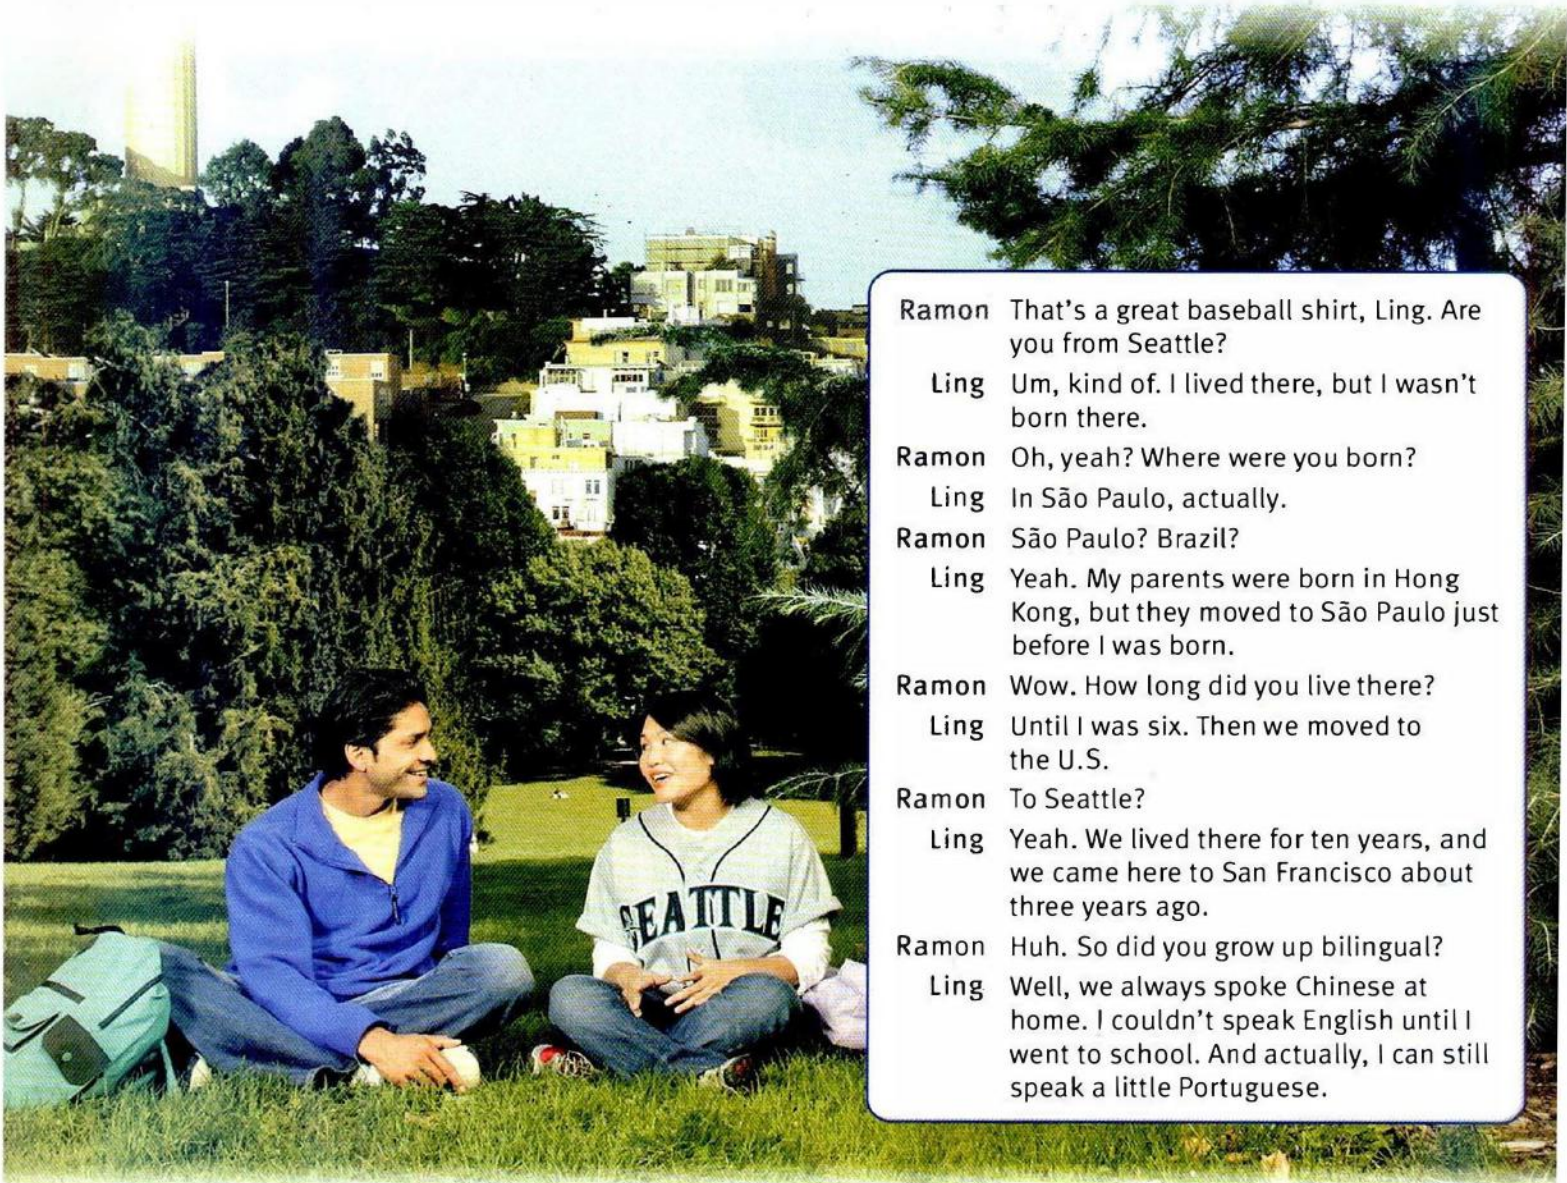 Ramon That's a great baseball shirt, Ling. Are
you from Seattle?
Ling Um, kind of. I lived there, but I wasn't
born there.
Ramon Oh, yeah? Where were you born?
Ling In São Paulo, actually.
Ramon São Paulo? Brazil?
Ling Yeah. My parents were born in Hong
Kong, but they moved to São Paulo just
before I was born.
Ramon Wow. How long did you live there?
Ling Until I was six. Then we moved to
the U.S.
Ramon To Seattle?
Ling Yeah. We lived there for ten years, and
we came here to San Francisco about
three years ago.
Ramon Huh. So did you grow up bilingual?
Ling Well, we always spoke Chinese at
home. I couldn't speak English until I
went to school. And actually, I can still
speak a little Portuguese.
SEATTLE